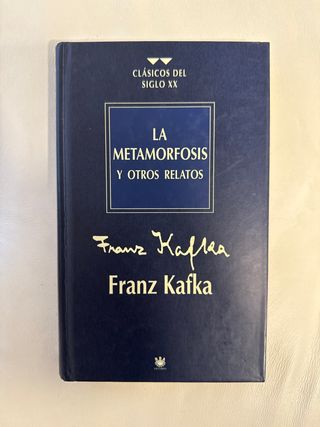 CLÁSICOS DEL
SIGLO XX
LA
METAMORFOSIS
Y OTROS RELATOS
Franz Kafka
Franz Kafka